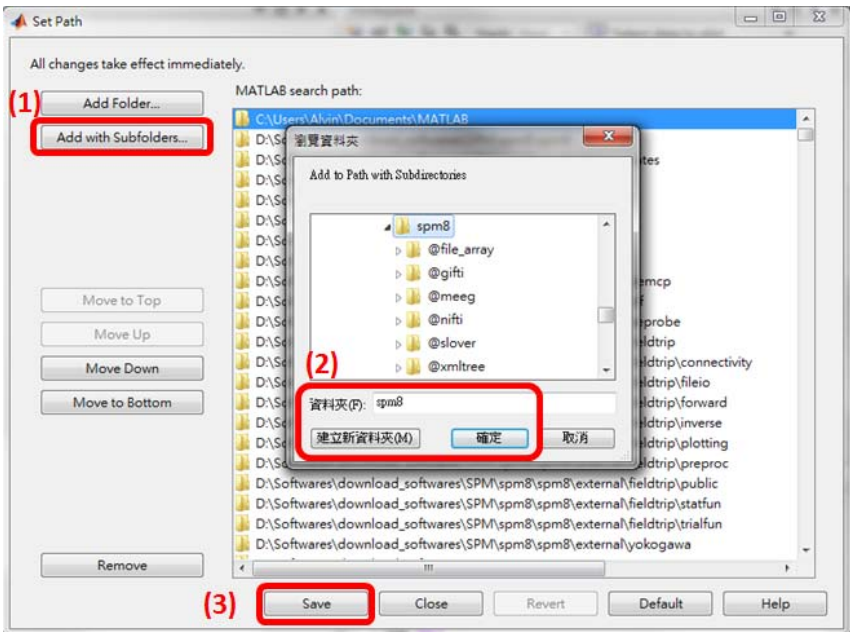 Set Path
All changes take effect immediately.
MATLAB search path:
(1)
Add Folder...
Add with Subfolders...
C:\Users\Alvin\Documents\MATLAB
瀏覽資料夾
Add to Path with Subdirectories
spm8
@file_array
@gifti
@meeg
@nifti
@slover
@xmltree
(2)
資料夾(F): spm8
建立新資料夾(M) 確定 取消
Move to Top
Move Up
Move Down
Move to Bottom
ldtrip\connectivity
ldtrip\fileio
ldtrip\forward
ldtrip\inverse
ldtrip\plotting
ldtrip\preproc
D:\Softwares\download_softwares\SPM\spm8\spm8\external\fieldtrip\public
D:\Softwares\download_softwares\SPM\spm8\spm8\external\fieldtrip\statfun
D:\Softwares\download_softwares\SPM\spm8\spm8\external\fieldtrip\trialfun
D:\Softwares\download_softwares\SPM\spm8\spm8\external\yokogawa
Remove
(3)
Save Close Revert Default Help